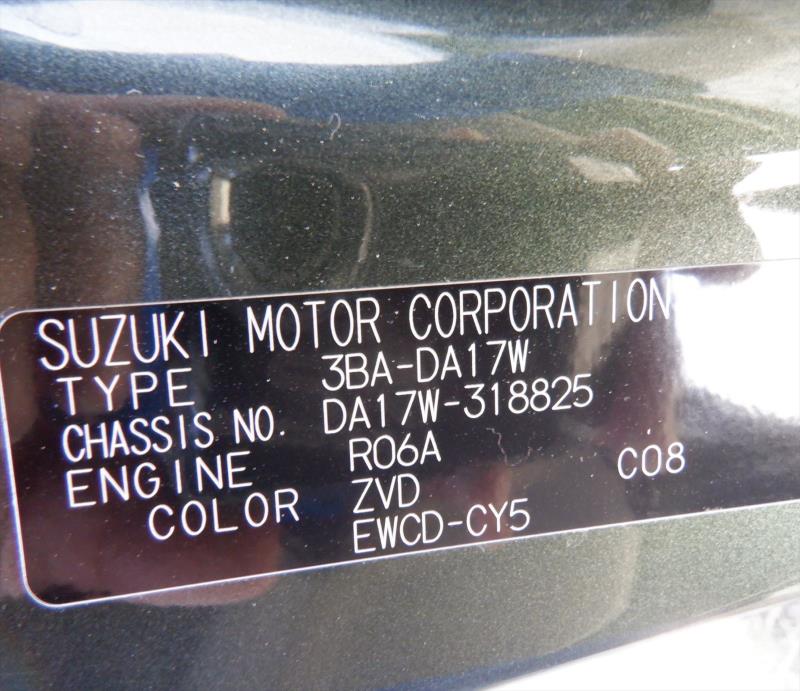 SUZUKI MOTOR CORPORATION
TYPE 3BA-DA17W
CHASSIS NO. DA17W-318825
ENGINE R06A
COLOR ZVD C08
EWCD-CY5